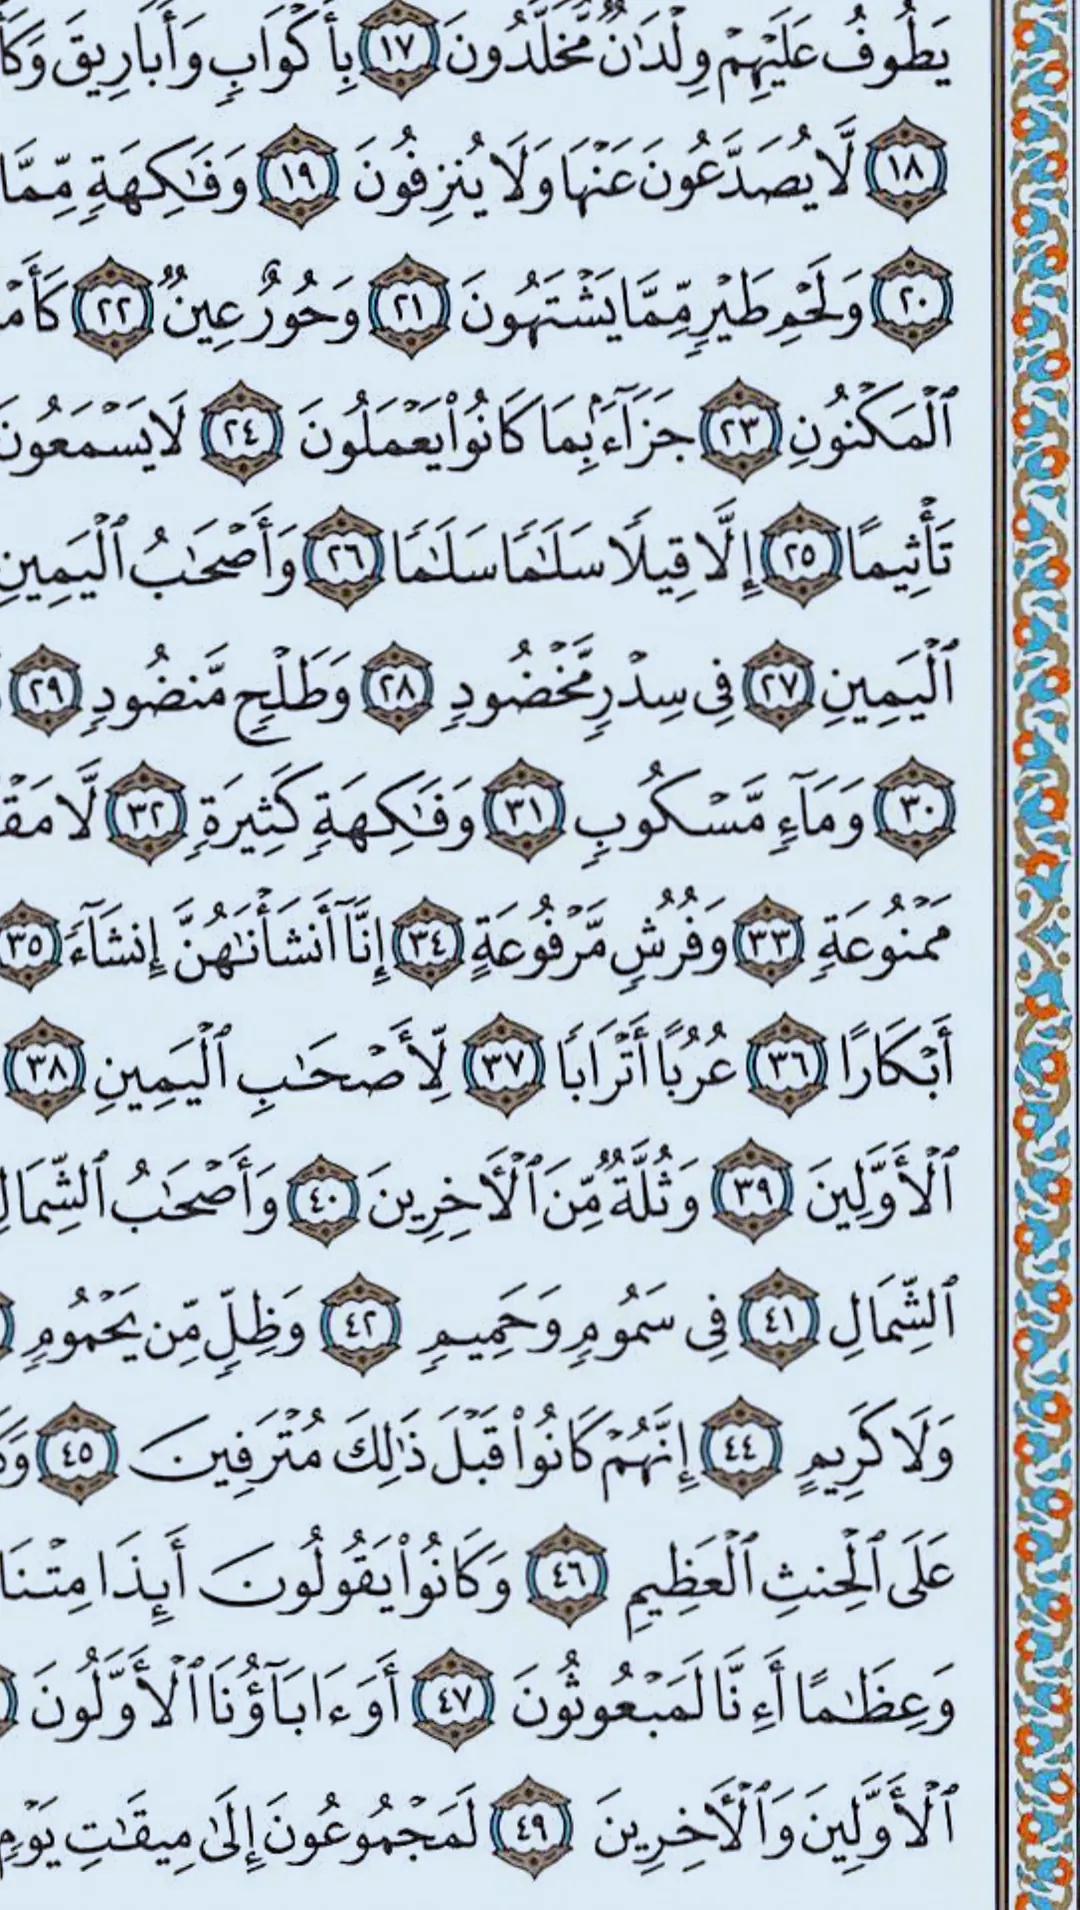 يَطُوفُ عَلَيْهِمْ وِلْدَٰنٌ مُّخَلَّدُونَ ١٧ بِأَكْوَابٍ وَأَبَارِيقَ
١٨ لَّا يُصَدَّعُونَ عَنْهَا وَلَا يُنزِفُونَ ١٩ وَفَٰكِهَةٍ مِّمَّا
٢٠ وَلَحْمِ طَيْرٍ مِّمَّا يَشْتَهُونَ ٢١ وَحُورٌ عِينٌ ٢٢
ٱلْمَكْنُونِ ٢٣ جَزَآءًۢ بِمَا كَانُوا۟ يَعْمَلُونَ ٢٤ لَا يَسْمَعُونَ
تَأْثِيمًا ٢٥ إِلَّا قِيلًا سَلَٰمًا سَلَٰمًا ٢٦ وَأَصْحَٰبُ ٱلْيَمِينِ
ٱلْيَمِينِ ٢٧ فِى سِدْرٍ مَّخْضُودٍ ٢٨ وَطَلْحٍ مَّنضُودٍ ٢٩
٣٠ وَمَآءٍ مَّسْكُوبٍ ٣١ وَفَٰكِهَةٍ كَثِيرَةٍ ٣٢ لَّا
مَمْنُوعَةٍ ٣٣ وَفُرُشٍ مَّرْفُوعَةٍ ٣٤ إِنَّآ أَنشَأْنَٰهُنَّ إِنشَآءً ٣٥
أَبْكَارًا ٣٦ عُرُبًا أَتْرَابًا ٣٧ لِّأَصْحَٰبِ ٱلْيَمِينِ ٣٨
ٱلْأَوَّلِينَ ٣٩ وَثُلَّةٌ مِّنَ ٱلْأَخِرِينَ ٤٠ وَأَصْحَٰبُ ٱلشِّمَالِ
ٱلشِّمَالِ ٤١ فِى سَمُومٍ وَحَمِيمٍ ٤٢ وَظِلٍّ مِّن يَحْمُومٍ
وَلَا كَرِيمٍ ٤٤ إِنَّهُمْ كَانُوا۟ قَبْلَ ذَٰلِكَ مُتْرَفِينَ ٤٥
عَلَى ٱلْحِنثِ ٱلْعَظِيمِ ٤٦ وَكَانُوا۟ يَقُولُونَ أَئِذَا مِتْنَا
وَعِظَٰمًا أَءِنَّا لَمَبْعُوثُونَ ٤٧ أَوَءَابَآؤُنَا ٱلْأَوَّلُونَ
ٱلْأَوَّلِينَ وَٱلْأَخِرِينَ ٤٩ لَمَجْمُوعُونَ إِلَىٰ مِيقَٰتِ يَوْمٍ